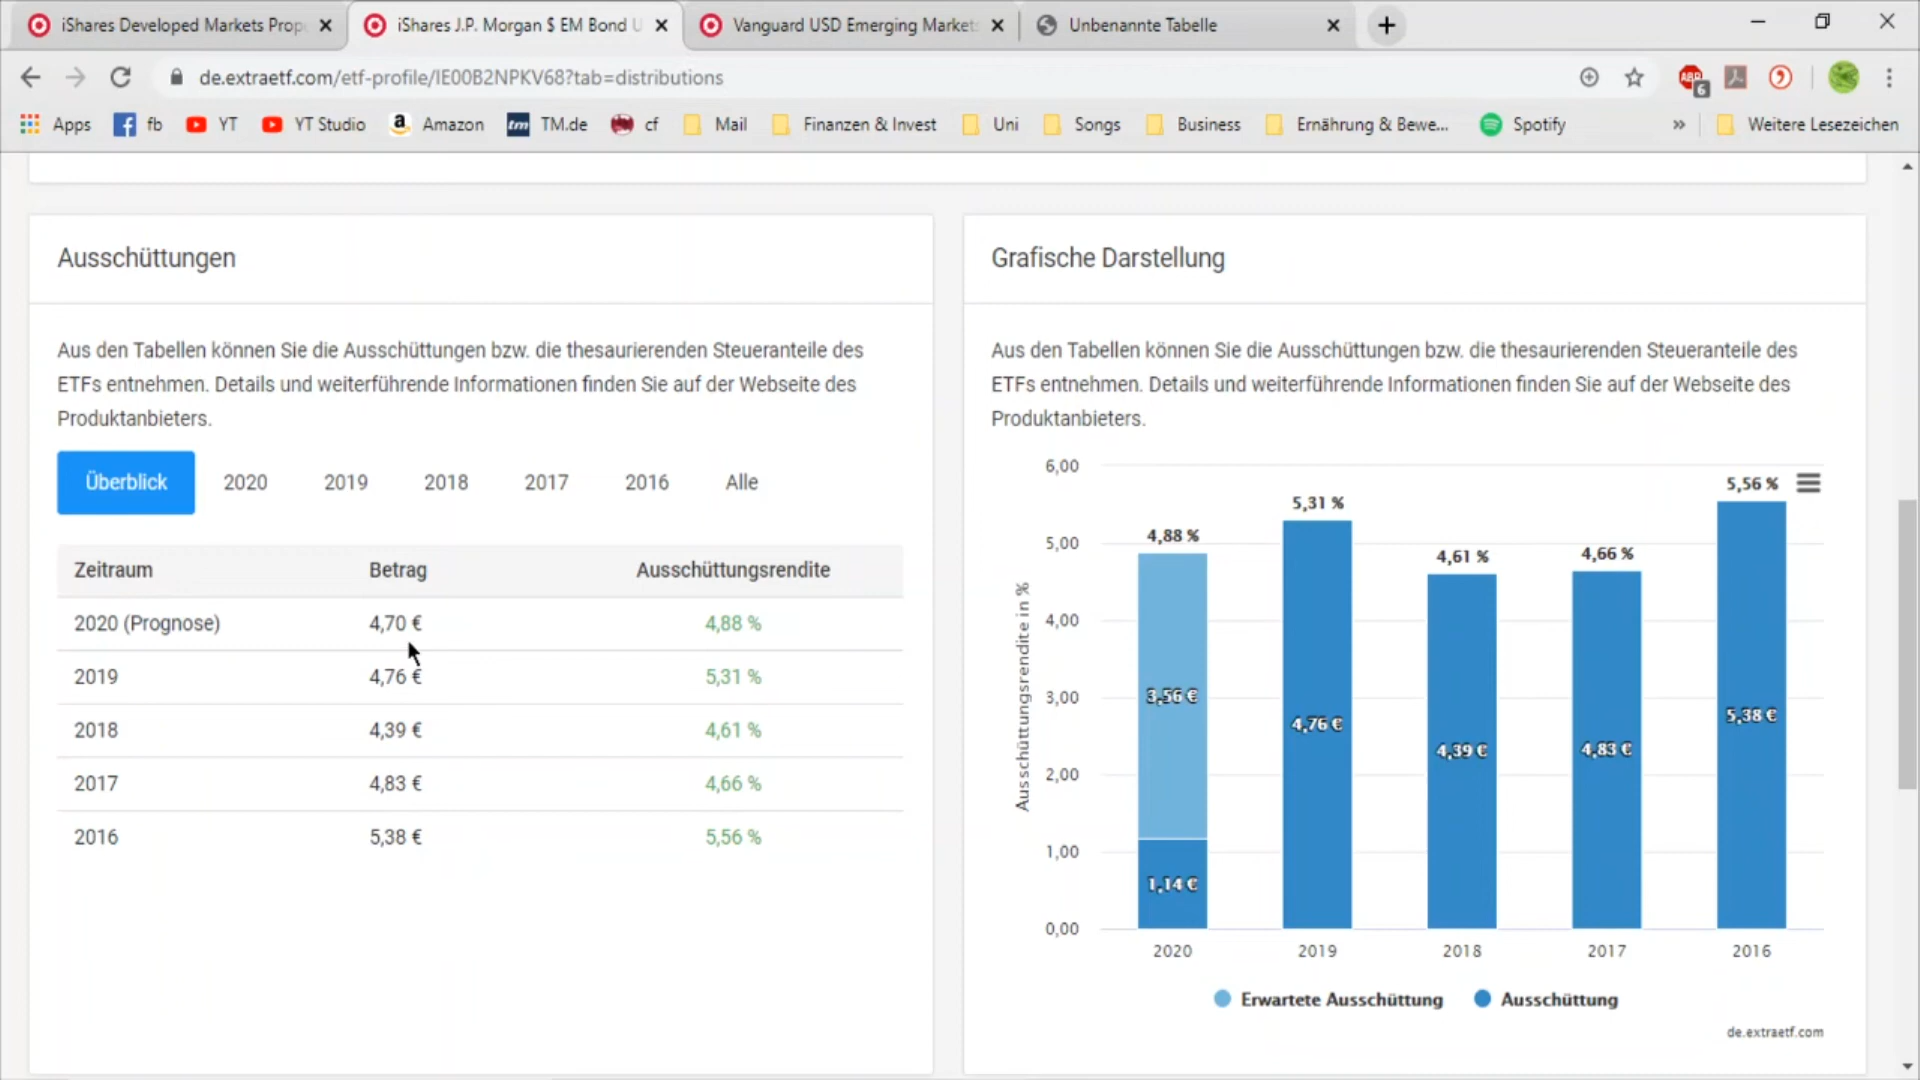 iShares Developed Markets Prop
iShares J.P. Morgan $ EM Bond U
Vanguard USD Emerging Market
Unbenannte Tabelle
de.extraetf.com/etf-profile/IE00B2NPKV68?tab=distributions
ABP
6
Apps
fb
YT
YT Studio
a
Amazon
tm
TM.de
cf
Mail
Finanzen & Invest
Uni
Songs
Business
Ernährung & Bewe...
Spotify
»
Weitere Lesezeichen
Ausschüttungen
Aus den Tabellen können Sie die Ausschüttungen bzw. die thesaurierenden Steueranteile des
ETFs entnehmen. Details und weiterführende Informationen finden Sie auf der Webseite des
Produktanbieters.
Überblick 2020 2019 2018 2017 2016 Alle
Zeitraum Betrag Ausschüttungsrendite
2020 (Prognose) 4,70 € 4,88 %
2019 4,76 € 5,31 %
2018 4,39 € 4,61 %
2017 4,83 € 4,66 %
2016 5,38 € 5,56 %
Grafische Darstellung
Aus den Tabellen können Sie die Ausschüttungen bzw. die thesaurierenden Steueranteile des
ETFs entnehmen. Details und weiterführende Informationen finden Sie auf der Webseite des
Produktanbieters.
Ausschüttungsrendite in %
6,00
5,00
4,00
3,00
2,00
1,00
0,00
4,88 %
5,31 %
4,61 %
4,66 %
5,56 %
3,56 €
1,14 €
4,76 €
4,39 €
4,83 €
5,38 €
2020 2019 2018 2017 2016
Erwartete Ausschüttung Ausschüttung
de.extraetf.com